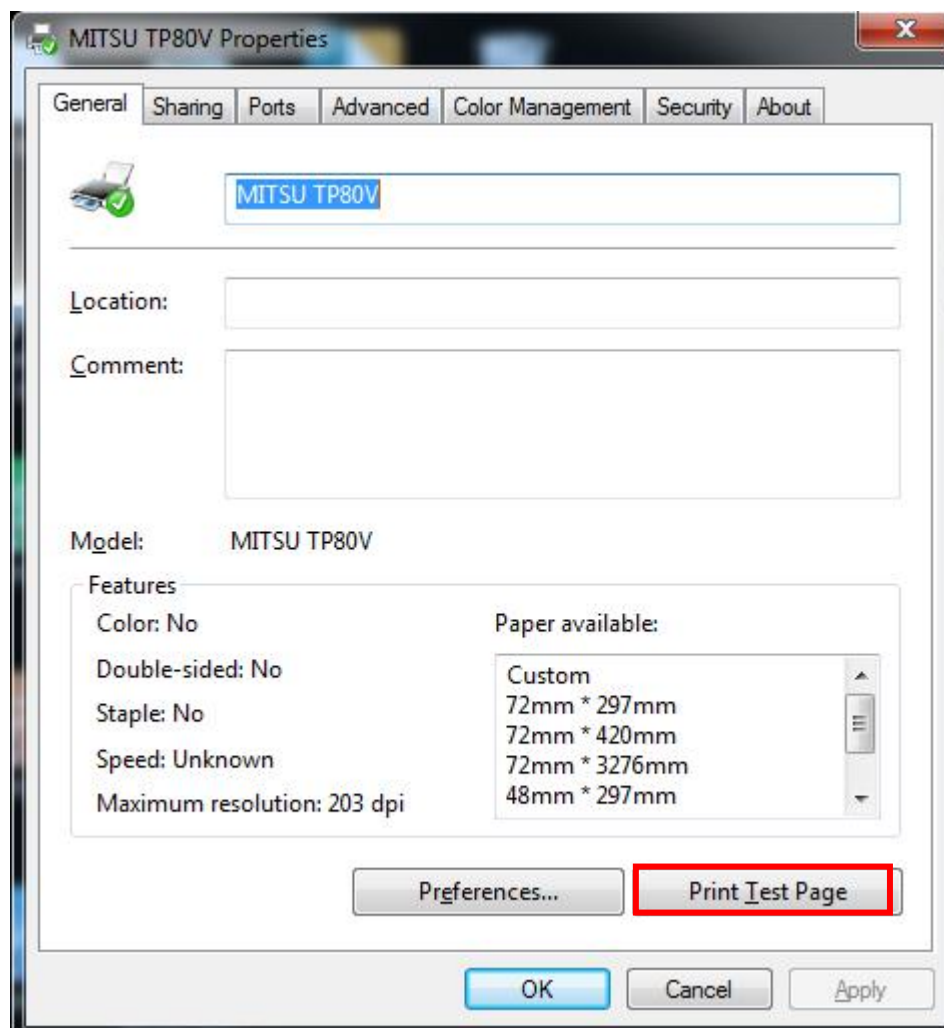 MITSU TP80V Properties
General Sharing Ports Advanced Color Management Security About
MITSU TP80V
Location:
Comment:
Model: MITSU TP80V
Features
Color: No
Double-sided: No
Staple: No
Speed: Unknown
Maximum resolution: 203 dpi
Paper available:
Custom
72mm * 297mm
72mm * 420mm
72mm * 3276mm
48mm * 297mm
Preferences... Print Test Page
OK Cancel Apply